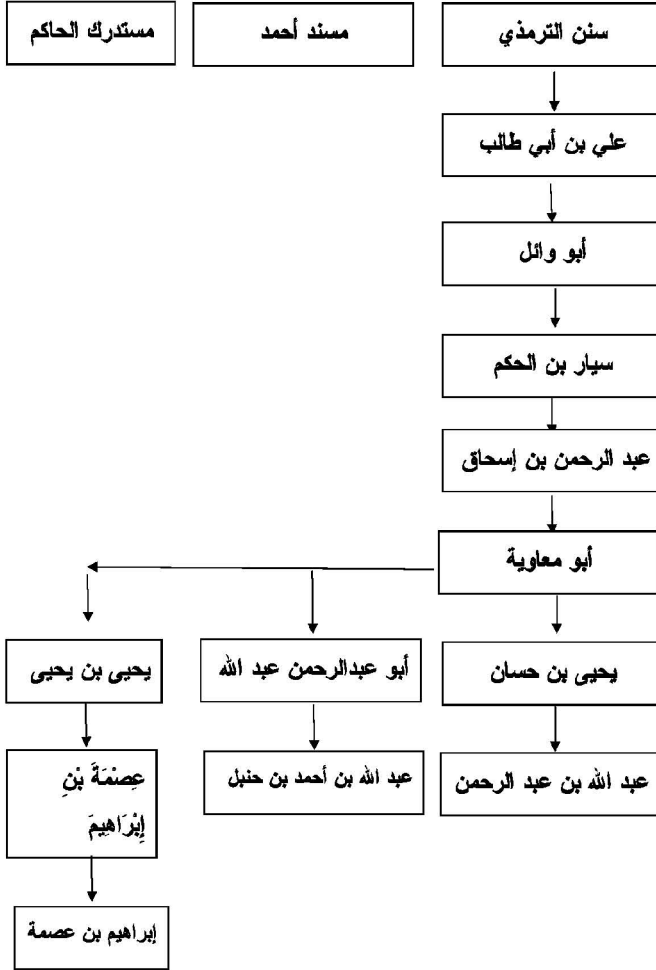 سنن الترمذي
مسند أحمد
مستدرك الحاكم
علي بن أبي طالب
أبو وائل
سيار بن الحكم
عبد الرحمن بن إسحاق
أبو معاوية
يحيى بن حسان
أبو عبدالرحمن عبد الله
يحيى بن يحيى
عبد الله بن عبد الرحمن
عبد الله بن أحمد بن حنبل
عِصْمَةَ بْنِ
إِبْرَاهِيمَ
إبراهيم بن عصمة